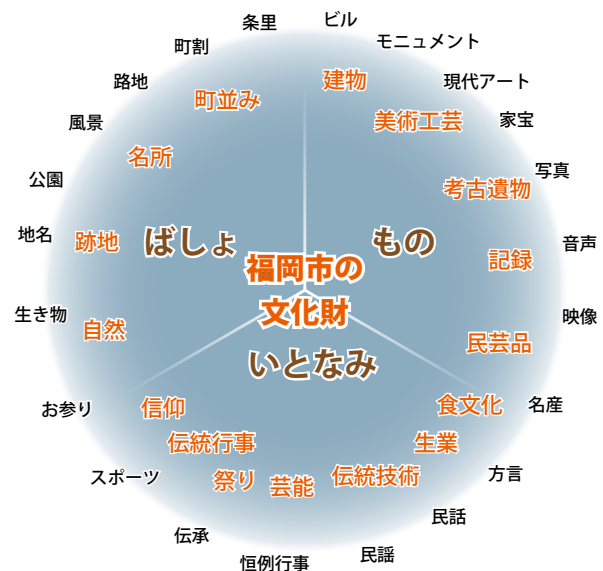 条里
ビル
モニュメント
町割
建物
現代アート
路地
町並み
美術工芸
家宝
風景
名所
写真
公園
考古遺物
地名
跡地
ばしょ
もの
音声
記録
福岡市の
文化財
生き物
自然
映像
民芸品
いとなみ
お参り
信仰
食文化
名産
伝統行事
生業
スポーツ
祭り
芸能
伝統技術
方言
民話
伝承
恒例行事
民謡